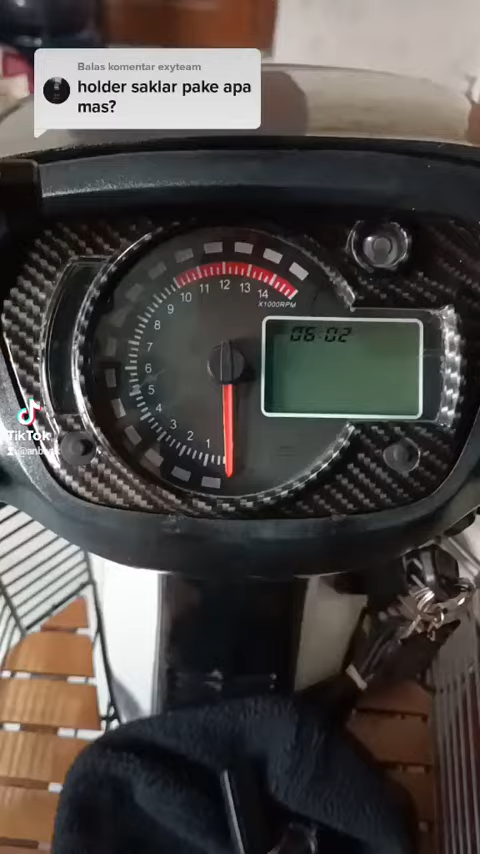 Balas komentar exyteam
holder saklar pake apa
mas?
10 11 12 13 14
X1000RPM
9
8
7
6
5
4
3
2
1
06:02
TikTok